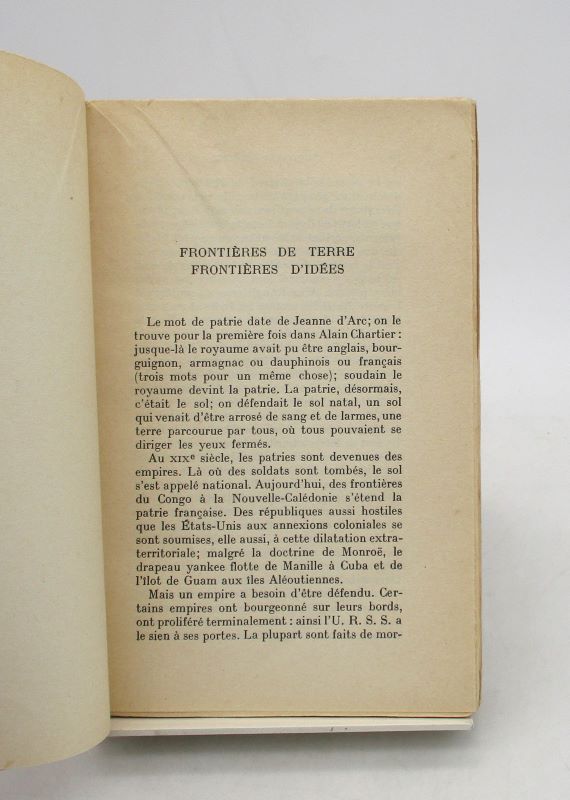 FRONTIÈRES DE TERRE
FRONTIÈRES D'IDÉES
Le mot de patrie date de Jeanne d'Arc; on le
trouve pour la première fois dans Alain Chartier :
jusque-là le royaume avait pu être anglais, bour-
guignon, armagnac ou dauphinois ou français
(trois mots pour un même chose); soudain le
royaume devint la patrie. La patrie, désormais,
c'était le sol; on défendait le sol natal, un sol
qui venait d'être arrosé de sang et de larmes, une
terre parcourue par tous, où tous pouvaient se
diriger les yeux fermés.
Au XIXe siècle, les patries sont devenues des
empires. Là où des soldats sont tombés, le sol
s'est appelé national. Aujourd'hui, des frontières
du Congo à la Nouvelle-Calédonie s'étend la
patrie française. Des républiques aussi hostiles
que les États-Unis aux annexions coloniales se
sont soumises, elle aussi, à cette dilatation extra-
territoriale; malgré la doctrine de Monroë, le
drapeau yankee flotte de Manille à Cuba et de
l'îlot de Guam aux îles Aléoutiennes.
Mais un empire a besoin d'être défendu. Cer-
tains empires ont bourgeonné sur leurs bords,
ont proliféré terminalement : ainsi l'U. R. S. S. a
le sien à ses portes. La plupart sont faits de mor-